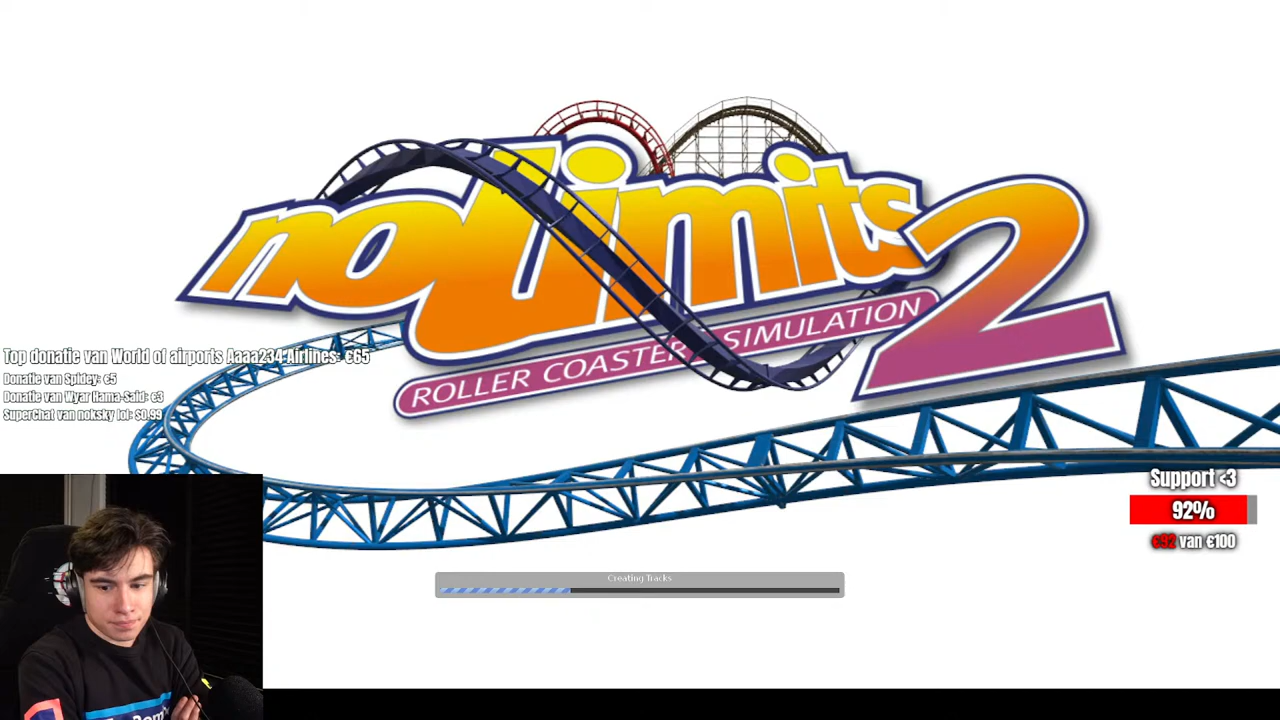 noLimits 2
ROLLER COASTER SIMULATION
Top donatie van World of airports Aaaa234 Airlines: €65
Donatie van Spidey: €5
Donatie van Wyar Hama-Said: €3
SuperChat van noksky lol: $0,99
Support <3
92%
€92 van €100
Creating Tracks